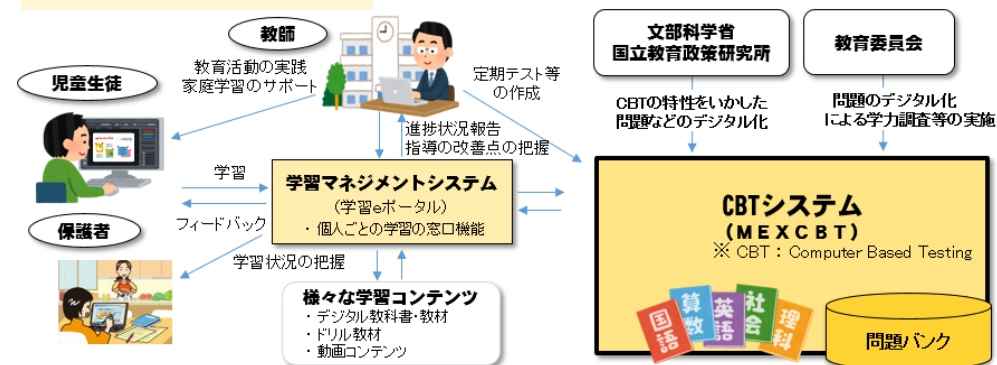 教師
文部科学省
国立教育政策研究所
教育委員会
児童生徒
教育活動の実践
家庭学習のサポート
定期テスト等
の作成
CBTの特性をいかした
問題などのデジタル化
問題のデジタル化
による学力調査等の実施
進捗状況報告
指導の改善点の把握
学習
学習マネジメントシステム
(学習eポータル)
・個人ごとの学習の窓口機能
フィードバック
保護者
学習状況の把握
CBTシステム
(MEXCBT)
※ CBT:Computer Based Testing
様々な学習コンテンツ
・デジタル教科書・教材
・ドリル教材
・動画コンテンツ
国語
算数
英語
社会
理科
問題バンク